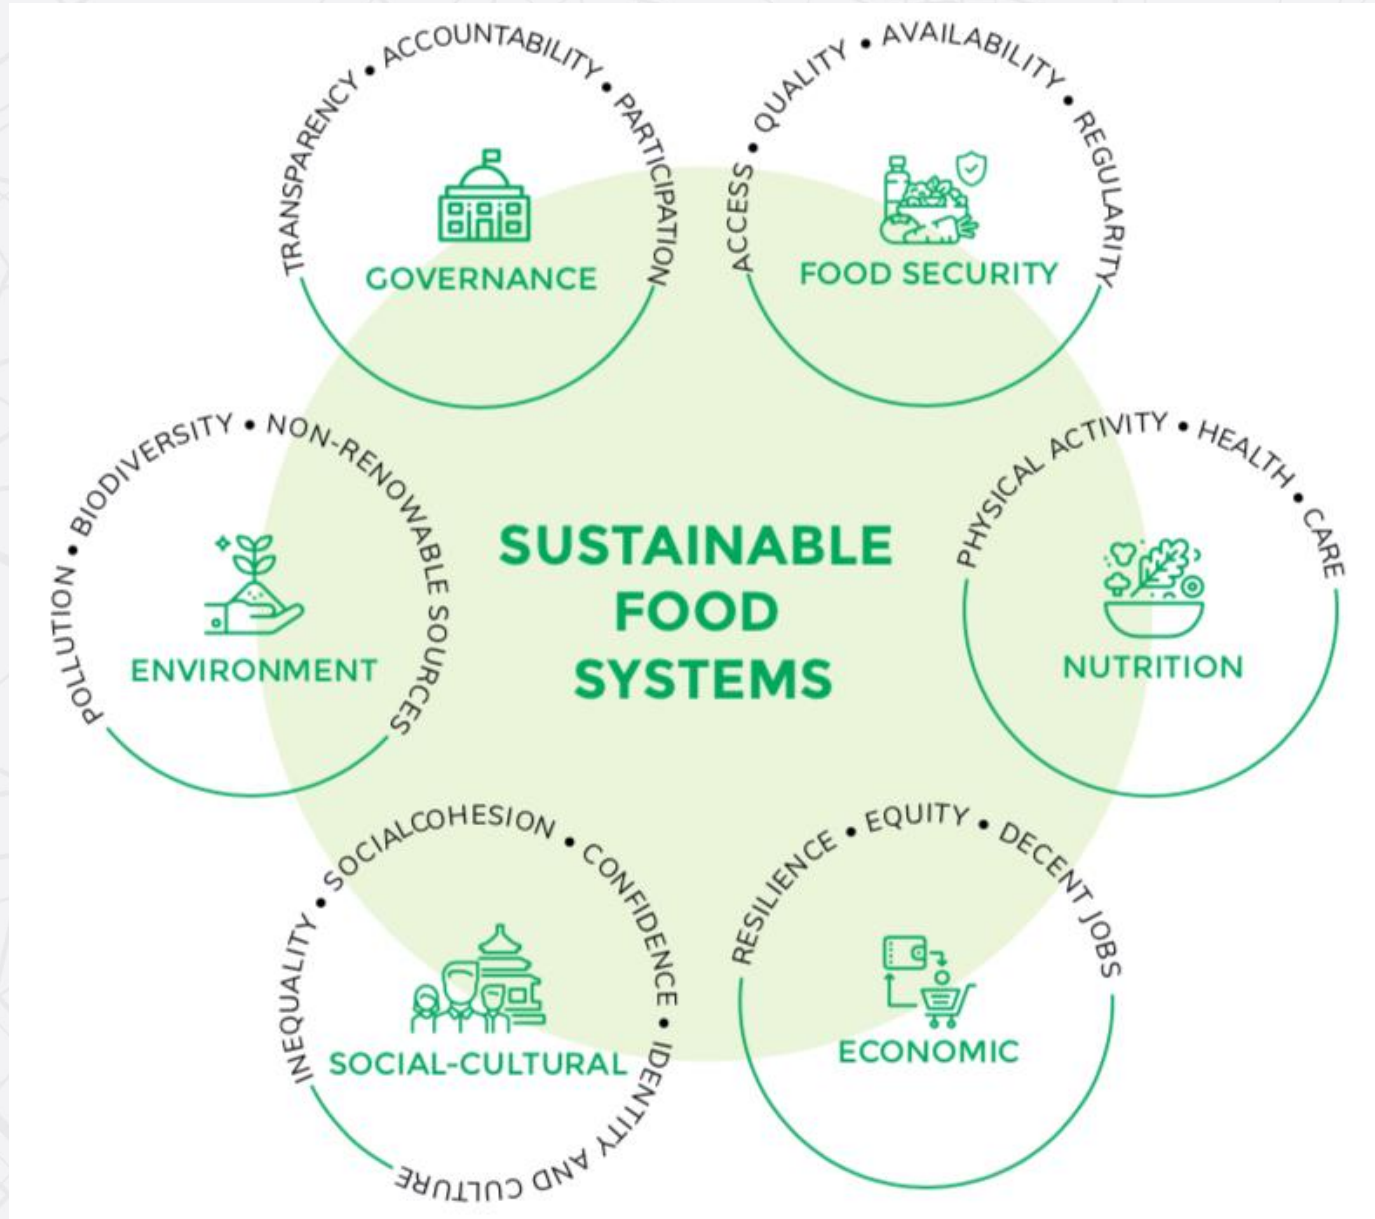 TRANSPARENCY • ACCOUNTABILITY • PARTICIPATION
GOVERNANCE
ACCESS • QUALITY • AVAILABILITY • REGULARITY
FOOD SECURITY
POLLUTION • BIODIVERSITY • NON-RENOWABLE SOURCES
ENVIRONMENT
SUSTAINABLE
FOOD
SYSTEMS
PHYSICAL ACTIVITY • HEALTH • CARE
NUTRITION
INEQUALITY • SOCIALCOHESION • CONFIDENCE • IDENTITY AND CULTURE
SOCIAL-CULTURAL
RESILIENCE • EQUITY • DECENT JOBS
ECONOMIC